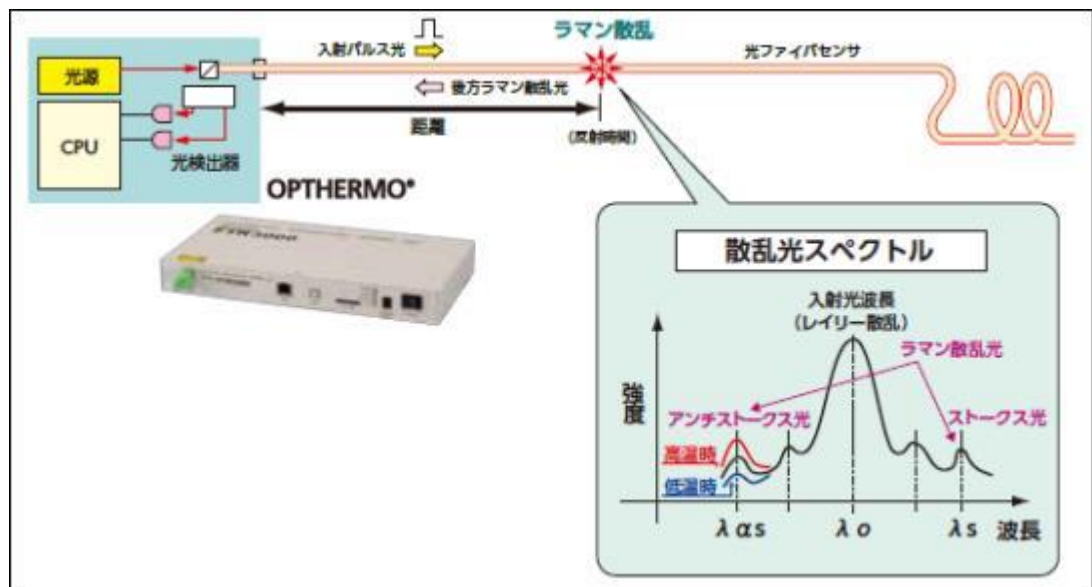 ラマン散乱
入射パルス光
光ファイバセンサ
光源
後方ラマン散乱光
距離
(反射時間)
CPU
光検出器
OPTHERMO®
散乱光スペクトル
入射光波長
(レイリー散乱)
ラマン散乱光
強度
アンチストークス光
ストークス光
高温時
低温時
λαs
λo
λs
波長